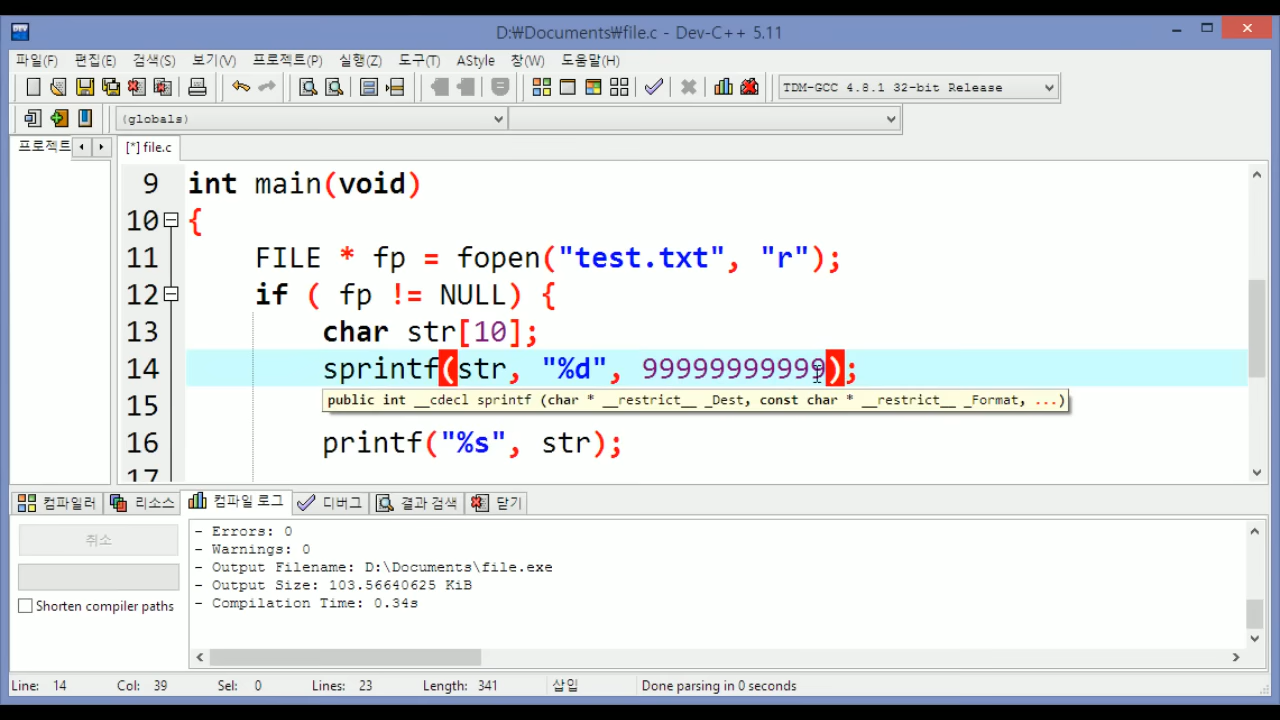 DEV
D:₩Documents₩file.c - Dev-C++ 5.11
파일(F) 편집(E) 검색(S) 보기(V) 프로젝트(P) 실행(Z) 도구(T) AStyle 창(W) 도움말(H)
TDM-GCC 4.8.1 32-bit Release
(globals)
프로젝트
[*] file.c
9 int main(void)
10 {
11 FILE * fp = fopen("test.txt", "r");
12 if ( fp != NULL) {
13 char str[10];
14 sprintf(str, "%d", 99999999999);
15 public int __cdecl sprintf (char * __restrict__ _Dest, const char * __restrict__ _Format, ...)
16 printf("%s", str);
17
컴파일러 리소스 컴파일 로그 디버그 결과 검색 닫기
취소
Shorten compiler paths
- Errors: 0
- Warnings: 0
- Output Filename: D:\Documents\file.exe
- Output Size: 103.56640625 KiB
- Compilation Time: 0.34s
Line: 14 Col: 39 Sel: 0 Lines: 23 Length: 341 삽입 Done parsing in 0 seconds